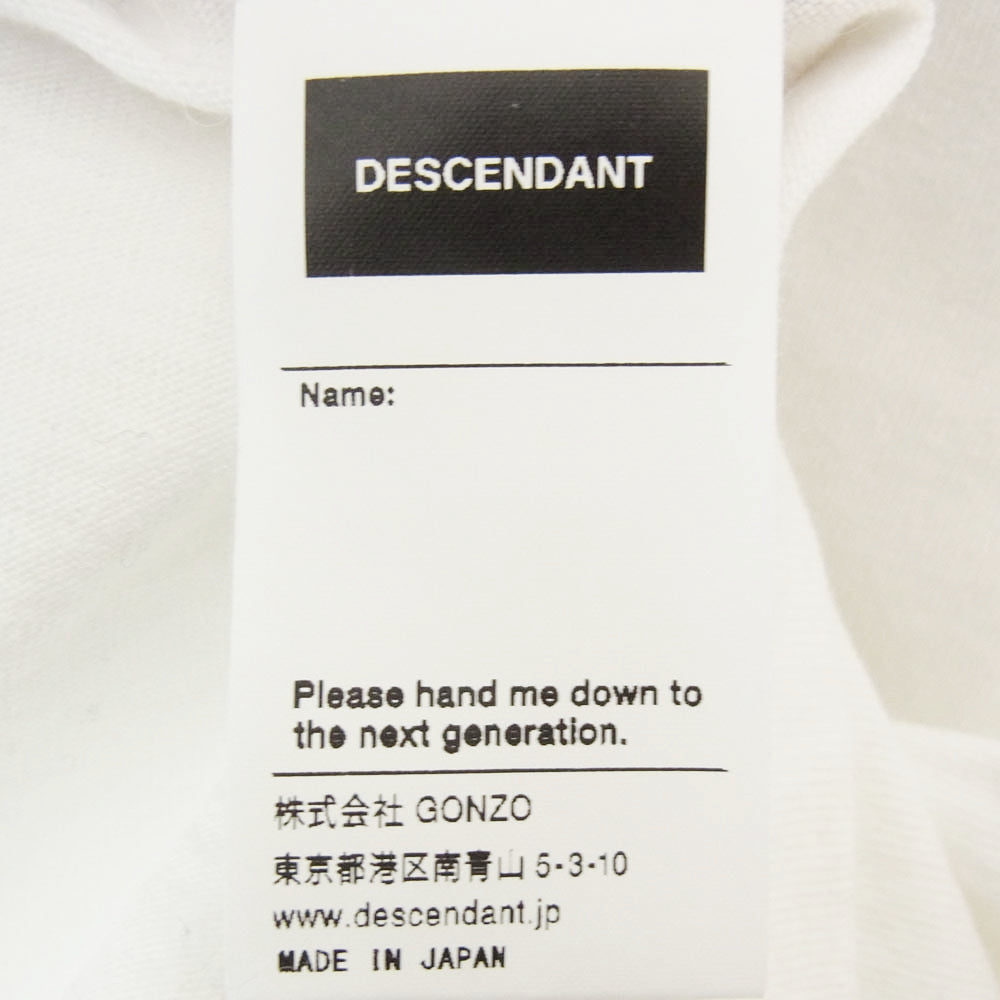 DESCENDANT
Name:
Please hand me down to
the next generation.
株式会社 GONZO
東京都港区南青山 5-3-10
www.descendant.jp
MADE IN JAPAN